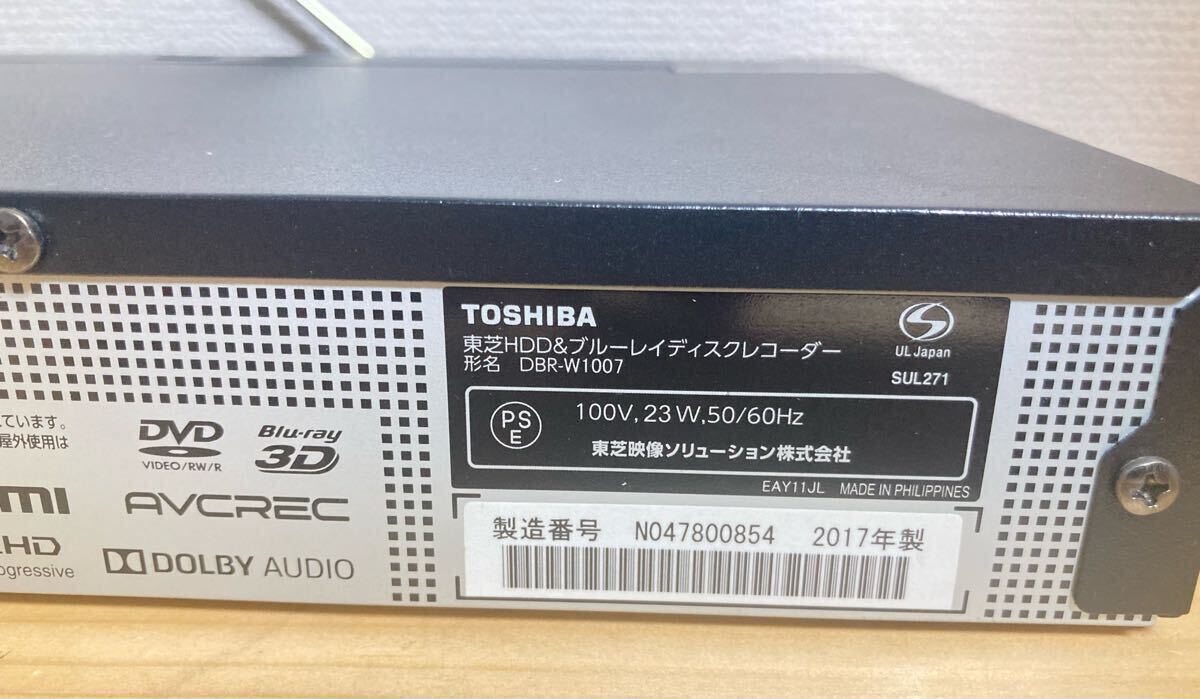 TOSHIBA
東芝HDD&ブルーレイディスクレコーダー
形名 DBR-W1007
UL Japan
SUL271
PS
E
100V, 23W, 50/60Hz
東芝映像ソリューション株式会社
EAY11JL MADE IN PHILIPPINES
製造番号 N047800854 2017年製
ています。
屋外使用は
DVD
VIDEO/RW/R
Blu-ray
3D
AVCREC
DOLBY AUDIO